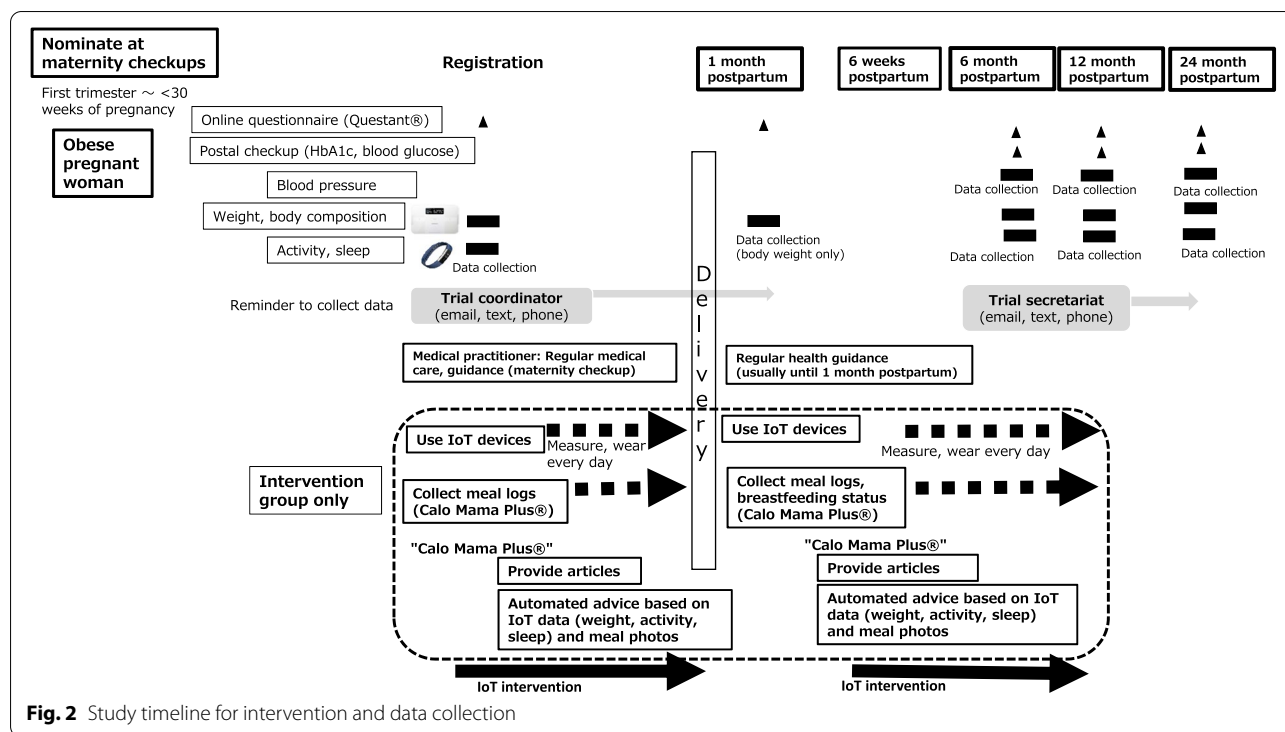 Nominate at
maternity checkups
First trimester ～ <30
weeks of pregnancy
Obese
pregnant
woman
Registration
1 month
postpartum
6 weeks
postpartum
6 month
postpartum
12 month
postpartum
24 month
postpartum
Online questionnaire (Questant®)
Postal checkup (HbA1c, blood glucose)
Blood pressure
Weight, body composition
Activity, sleep
Data collection
Data collection
(body weight only)
Data collection
Data collection
Data collection
Data collection
Data collection
Data collection
Reminder to collect data
Trial coordinator
(email, text, phone)
Trial secretariat
(email, text, phone)
Delivery
Medical practitioner: Regular medical
care, guidance (maternity checkup)
Regular health guidance
(usually until 1 month postpartum)
Intervention
group only
Use IoT devices
Measure, wear
every day
Collect meal logs
(Calo Mama Plus®)
"Calo Mama Plus®"
Provide articles
Automated advice based on
IoT data (weight, activity,
sleep) and meal photos
IoT intervention
Use IoT devices
Measure, wear every day
Collect meal logs,
breastfeeding status
(Calo Mama Plus®)
"Calo Mama Plus®"
Provide articles
Automated advice based on IoT
data (weight, activity, sleep)
and meal photos
IoT intervention
Fig. 2 Study timeline for intervention and data collection